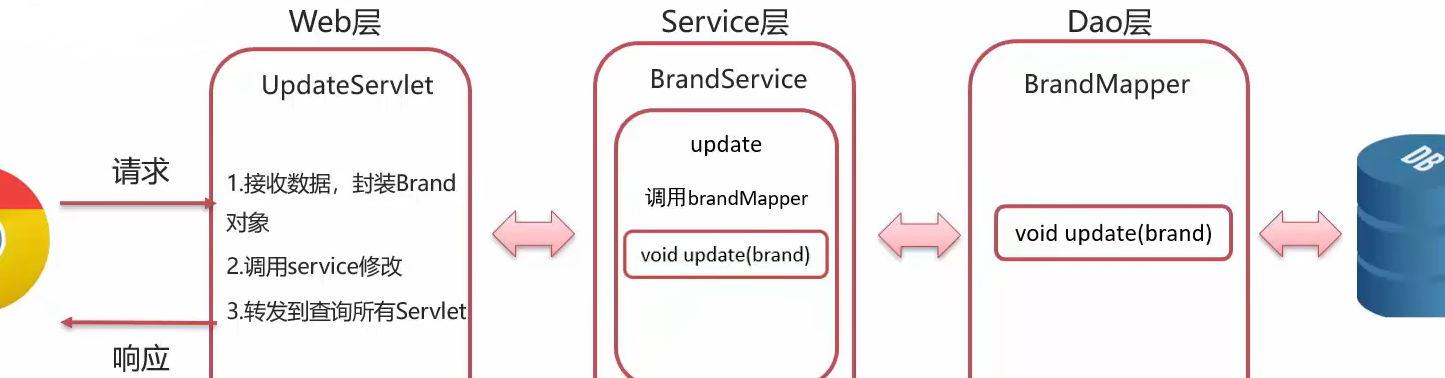 Web层
Service层
Dao层
UpdateServlet
BrandService
BrandMapper
请求
1.接收数据，封装Brand
对象
2.调用service修改
3.转发到查询所有Servlet
响应
update
调用brandMapper
void update(brand)
void update(brand)
DB